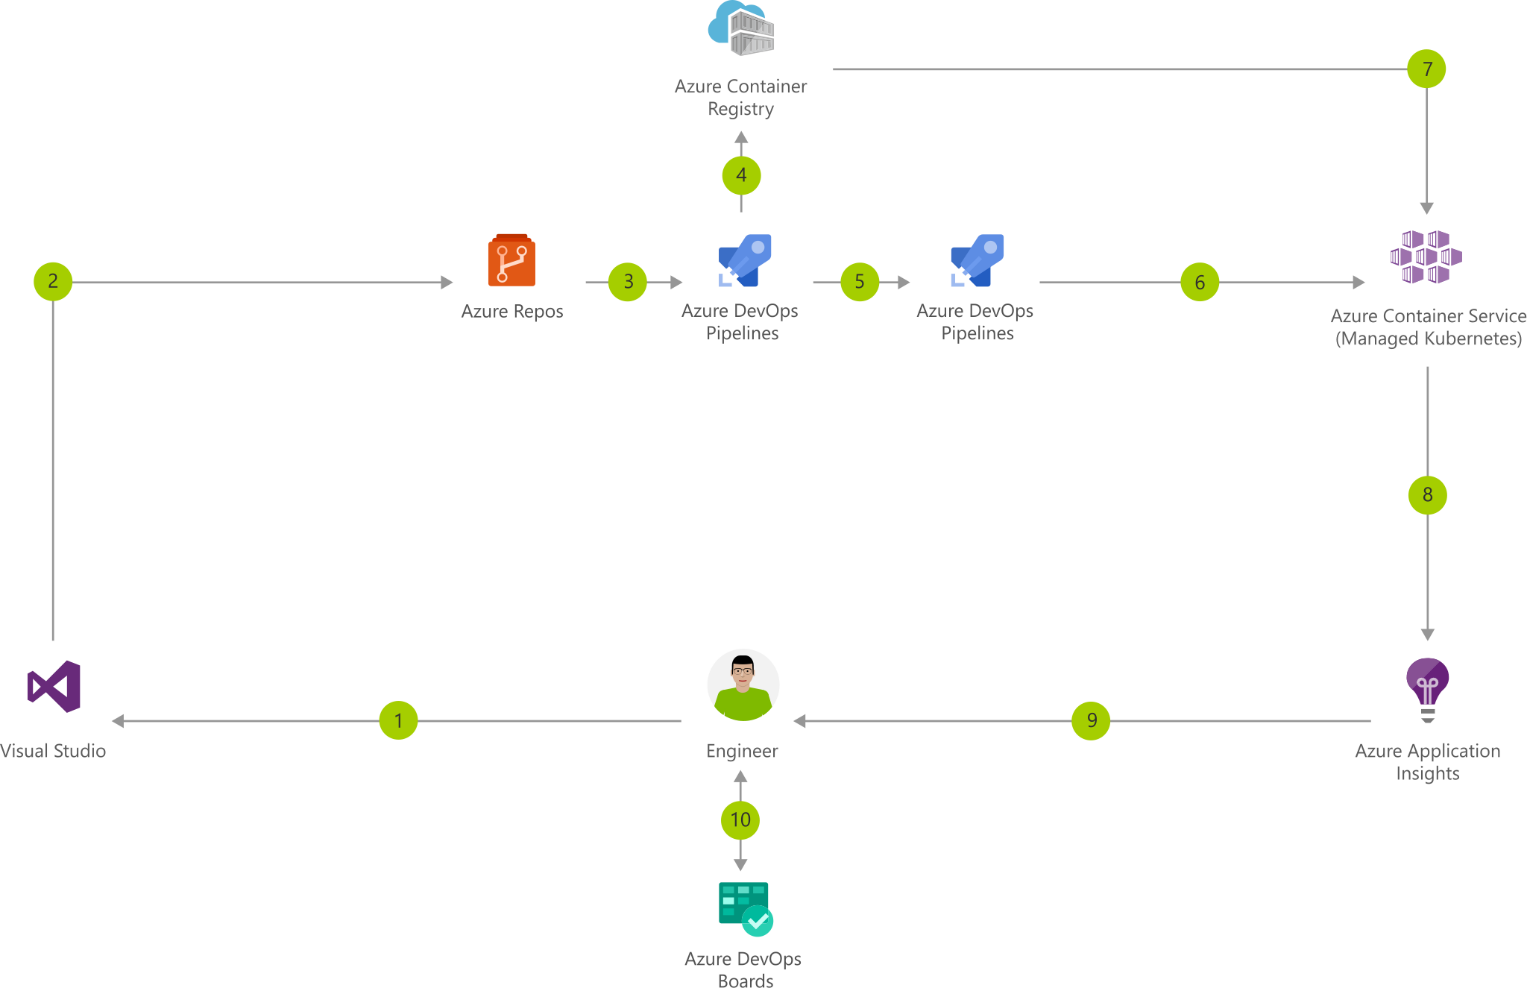 Azure Container
Registry
7
4
2
Azure Repos
3
Azure DevOps
Pipelines
5
Azure DevOps
Pipelines
6
Azure Container Service
(Managed Kubernetes)
8
Visual Studio
1
Engineer
9
Azure Application
Insights
10
Azure DevOps
Boards